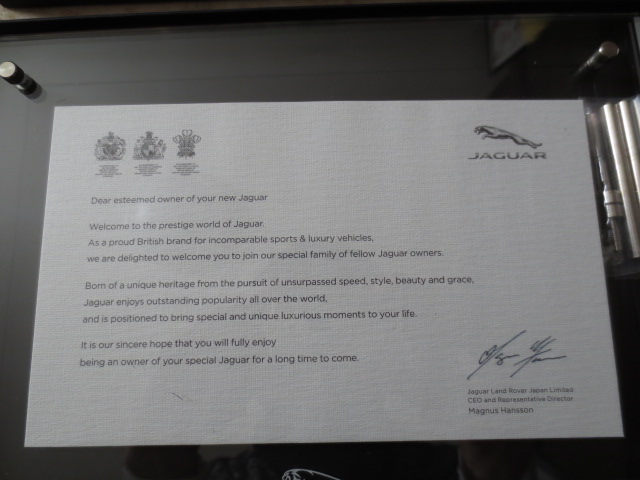 JAGUAR
Dear esteemed owner of your new Jaguar
Welcome to the prestige world of Jaguar.
As a proud British brand for incomparable sports & luxury vehicles,
we are delighted to welcome you to join our special family of fellow Jaguar owners.
Born of a unique heritage from the pursuit of unsurpassed speed, style, beauty and grace,
Jaguar enjoys outstanding popularity all over the world,
and is positioned to bring special and unique luxurious moments to your life.
It is our sincere hope that you will fully enjoy
being an owner of your special Jaguar for a long time to come.
Jaguar Land Rover Japan Limited
CEO and Representative Director
Magnus Hansson